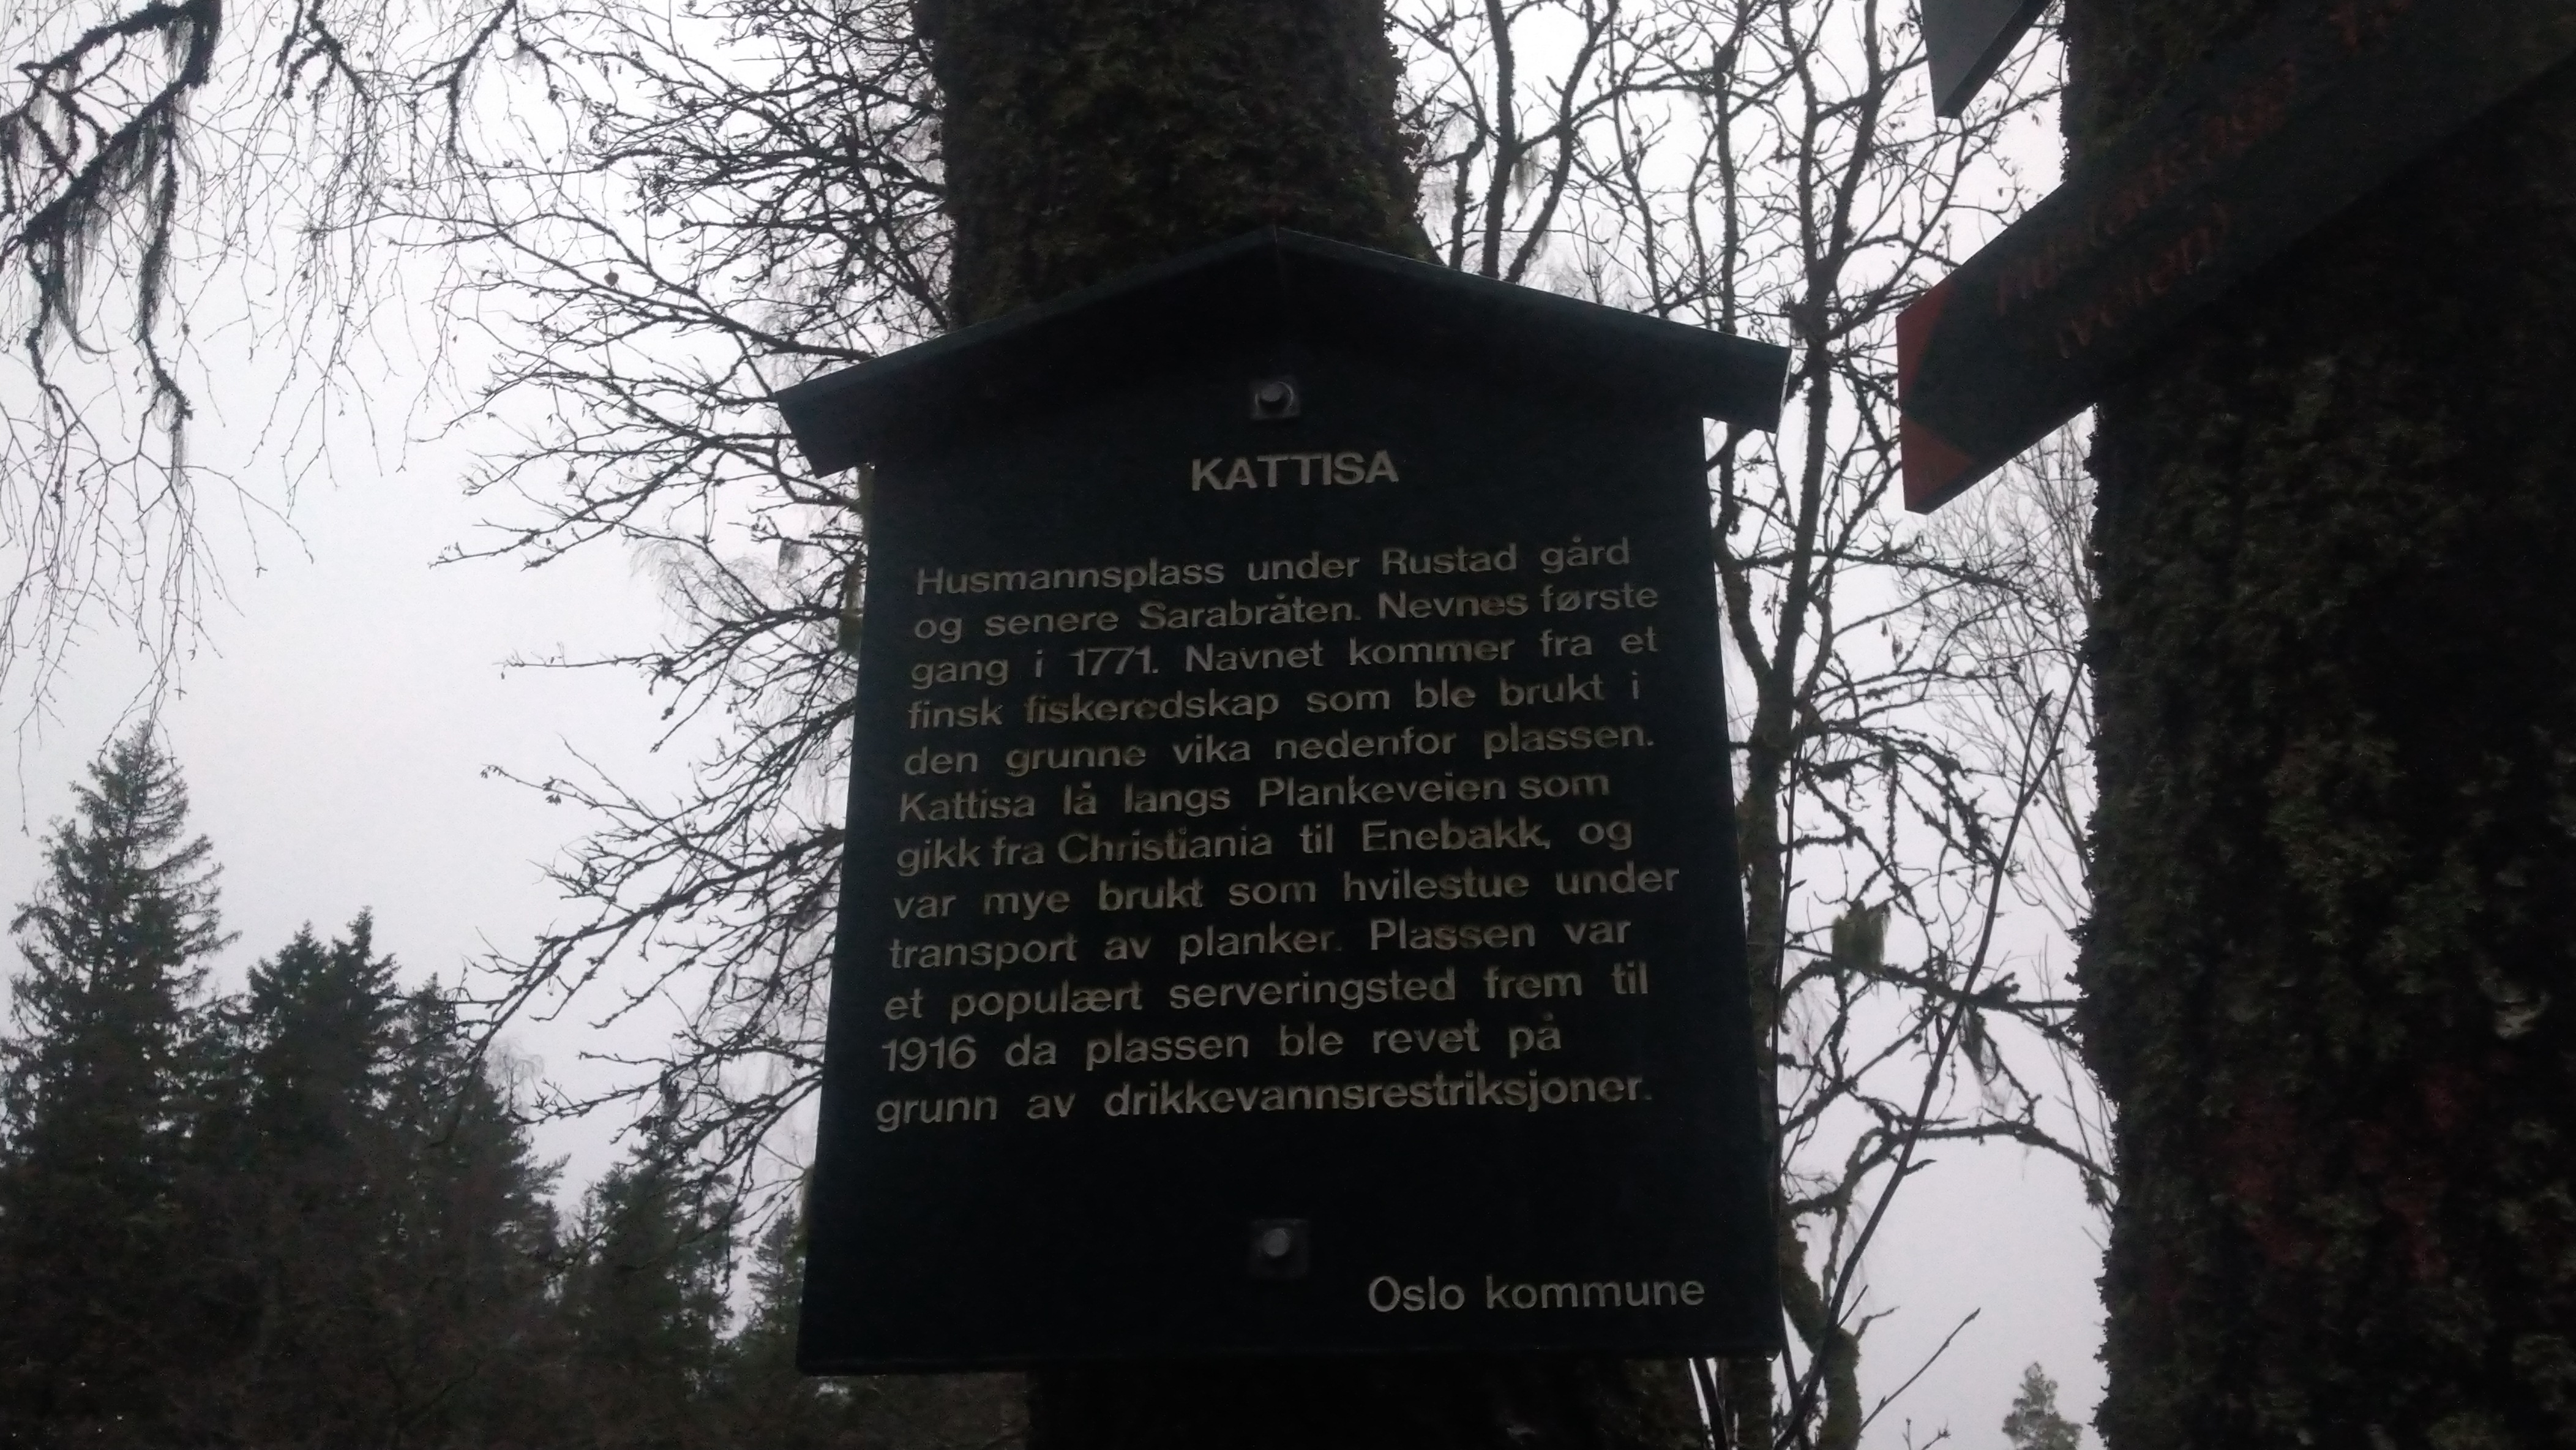 KATTISA
Husmannsplass under Rustad gård
og senere Sarabråten. Nevnes første
gang i 1771. Navnet kommer fra et
finsk fiskeredskap som ble brukt i
den grunne vika nedenfor plassen.
Kattisa lå langs Plankeveien som
gikk fra Christiania til Enebakk, og
var mye brukt som hvilestue under
transport av planker. Plassen var
et populært serveringsted frem til
1916 da plassen ble revet på
grunn av drikkevannsrestriksjoner.
Oslo kommune